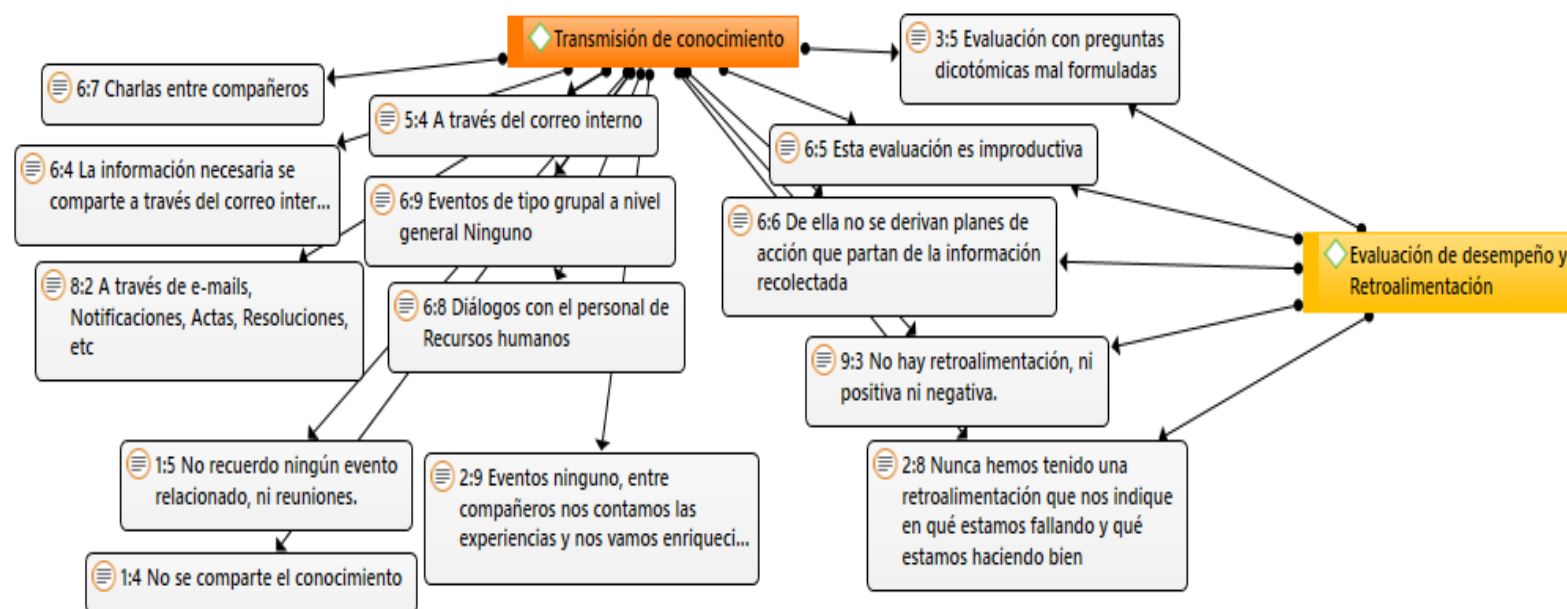 Transmisión de conocimiento
3:5 Evaluación con preguntas
dicotómicas mal formuladas
6:7 Charlas entre compañeros
5:4 A través del correo interno
6:5 Esta evaluación es improductiva
6:4 La información necesaria se
comparte a través del correo inter...
6:9 Eventos de tipo grupal a nivel
general Ninguno
6:6 De ella no se derivan planes de
acción que partan de la información
recolectada
Evaluación de desempeño y
Retroalimentación
8:2 A través de e-mails,
Notificaciones, Actas, Resoluciones,
etc
6:8 Diálogos con el personal de
Recursos humanos
9:3 No hay retroalimentación, ni
positiva ni negativa.
1:5 No recuerdo ningún evento
relacionado, ni reuniones.
2:9 Eventos ninguno, entre
compañeros nos contamos las
experiencias y nos vamos enriqueci...
2:8 Nunca hemos tenido una
retroalimentación que nos indique
en qué estamos fallando y qué
estamos haciendo bien
1:4 No se comparte el conocimiento